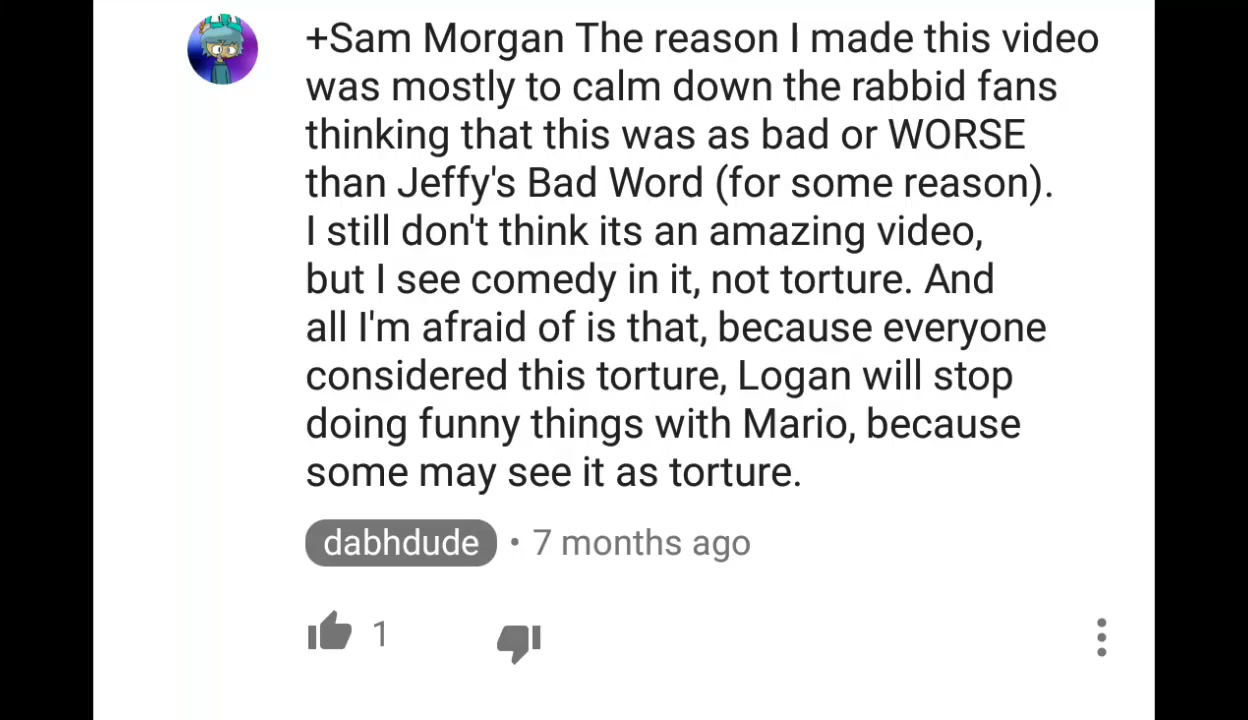 +Sam Morgan The reason I made this video
was mostly to calm down the rabbid fans
thinking that this was as bad or WORSE
than Jeffy's Bad Word (for some reason).
I still don't think its an amazing video,
but I see comedy in it, not torture. And
all I'm afraid of is that, because everyone
considered this torture, Logan will stop
doing funny things with Mario, because
some may see it as torture.
dabhdude • 7 months ago
1